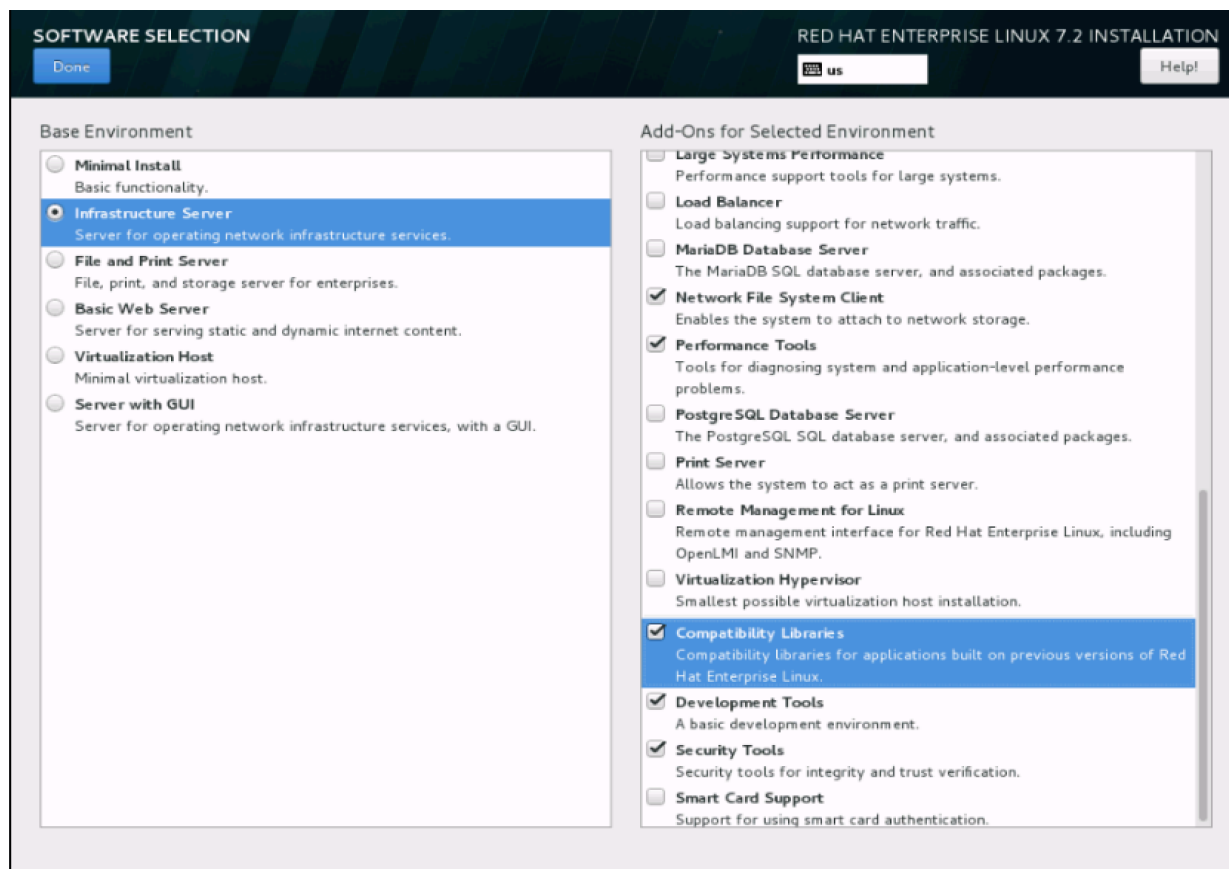 SOFTWARE SELECTION
RED HAT ENTERPRISE LINUX 7.2 INSTALLATION
Done
us
Help!
Base Environment
Minimal Install
Basic functionality.
Infrastructure Server
Server for operating network infrastructure services.
File and Print Server
File, print, and storage server for enterprises.
Basic Web Server
Server for serving static and dynamic internet content.
Virtualization Host
Minimal virtualization host.
Server with GUI
Server for operating network infrastructure services, with a GUI.
Add-Ons for Selected Environment
Large Systems Performance
Performance support tools for large systems.
Load Balancer
Load balancing support for network traffic.
MariaDB Database Server
The MariaDB SQL database server, and associated packages.
Network File System Client
Enables the system to attach to network storage.
Performance Tools
Tools for diagnosing system and application-level performance
problems.
PostgreSQL Database Server
The PostgreSQL SQL database server, and associated packages.
Print Server
Allows the system to act as a print server.
Remote Management for Linux
Remote management interface for Red Hat Enterprise Linux, including
OpenLMI and SNMP.
Virtualization Hypervisor
Smallest possible virtualization host installation.
Compatibility Libraries
Compatibility libraries for applications built on previous versions of Red
Hat Enterprise Linux.
Development Tools
A basic development environment.
Security Tools
Security tools for integrity and trust verification.
Smart Card Support
Support for using smart card authentication.